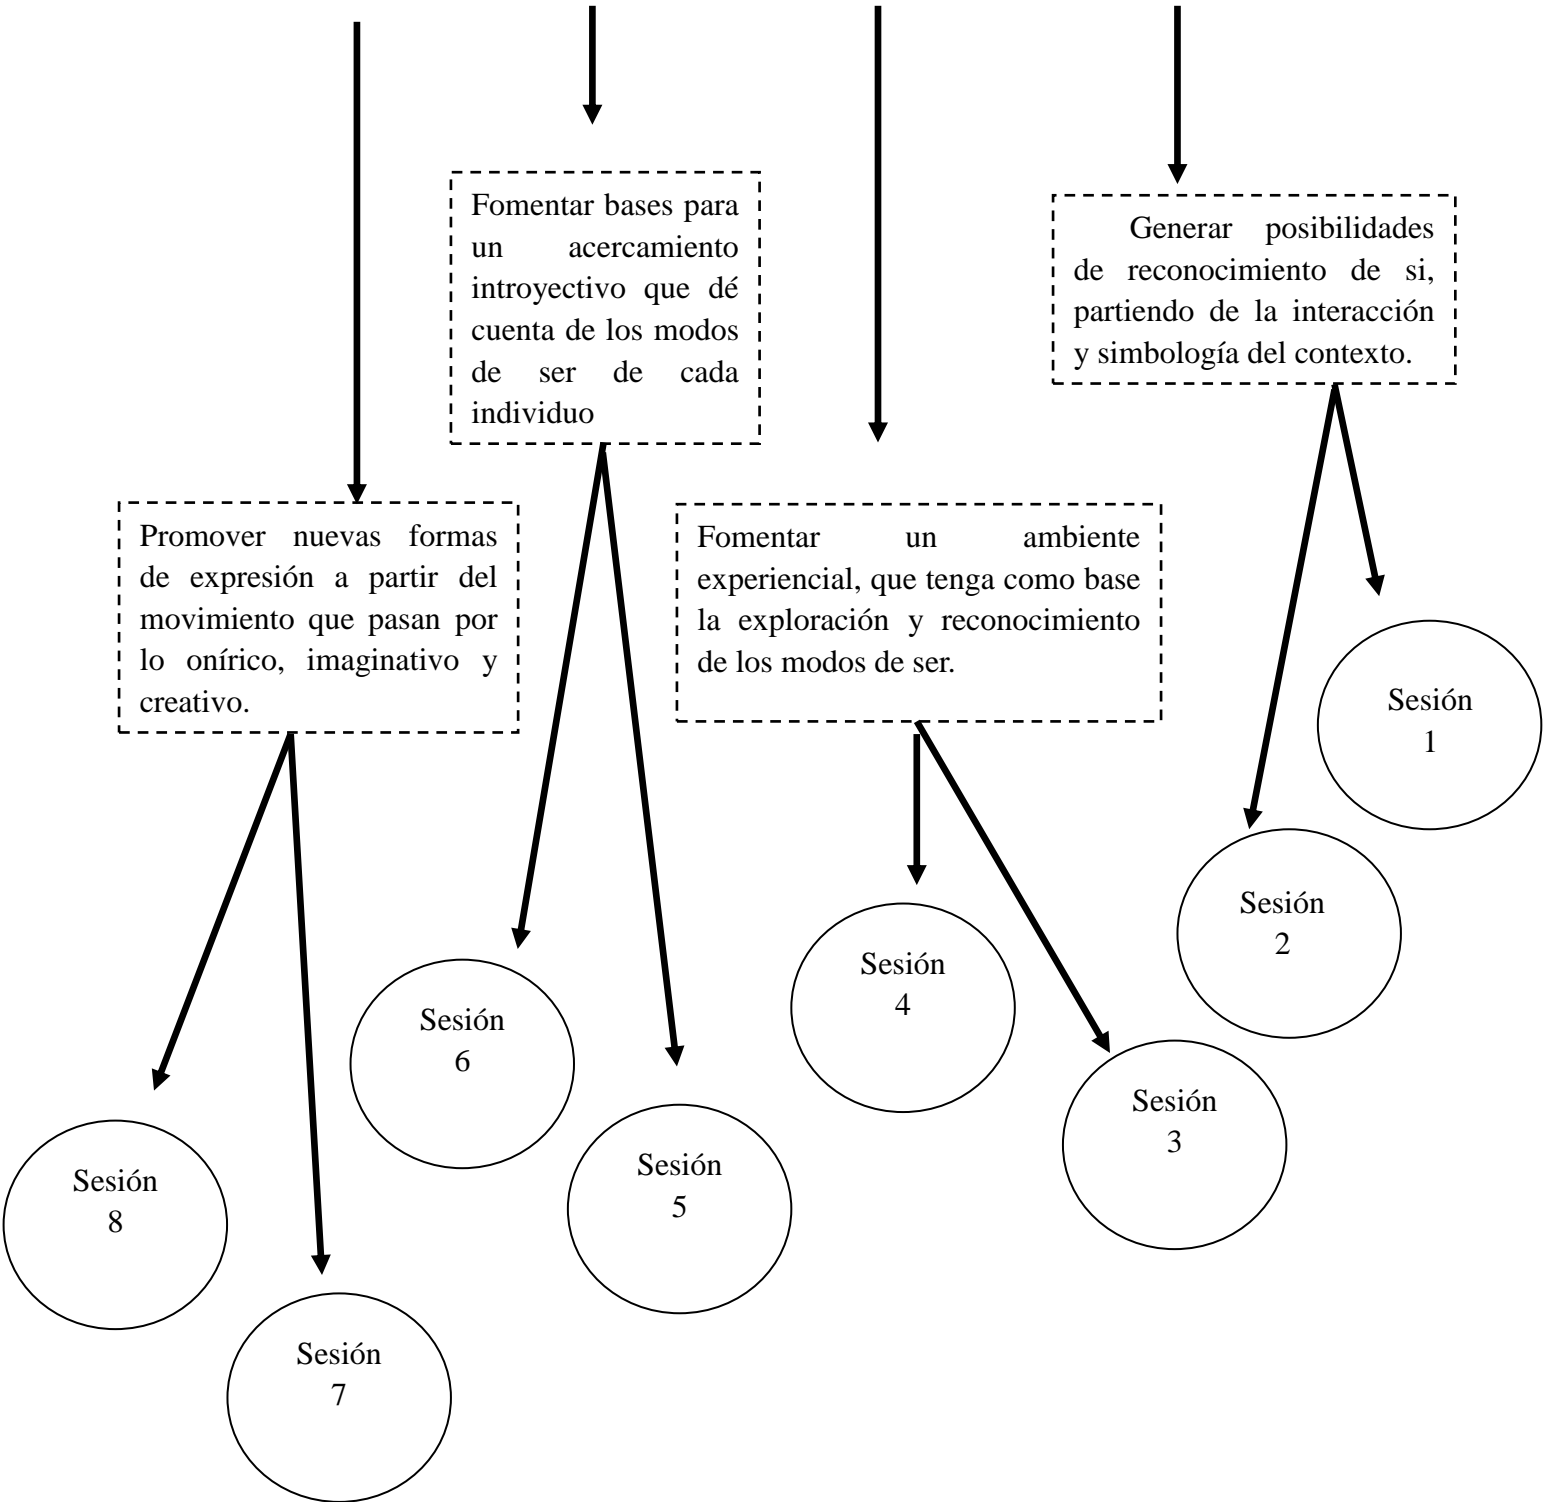 Fomentar bases para
un acercamiento
introyectivo que dé
cuenta de los modos
de ser de cada
individuo
Generar posibilidades
de reconocimiento de si,
partiendo de la interacción
y simbología del contexto.
Promover nuevas formas
de expresión a partir del
movimiento que pasan por
lo onírico, imaginativo y
creativo.
Fomentar un ambiente
experiencial, que tenga como base
la exploración y reconocimiento
de los modos de ser.
Sesión
1
Sesión
2
Sesión
4
Sesión
6
Sesión
3
Sesión
5
Sesión
8
Sesión
7